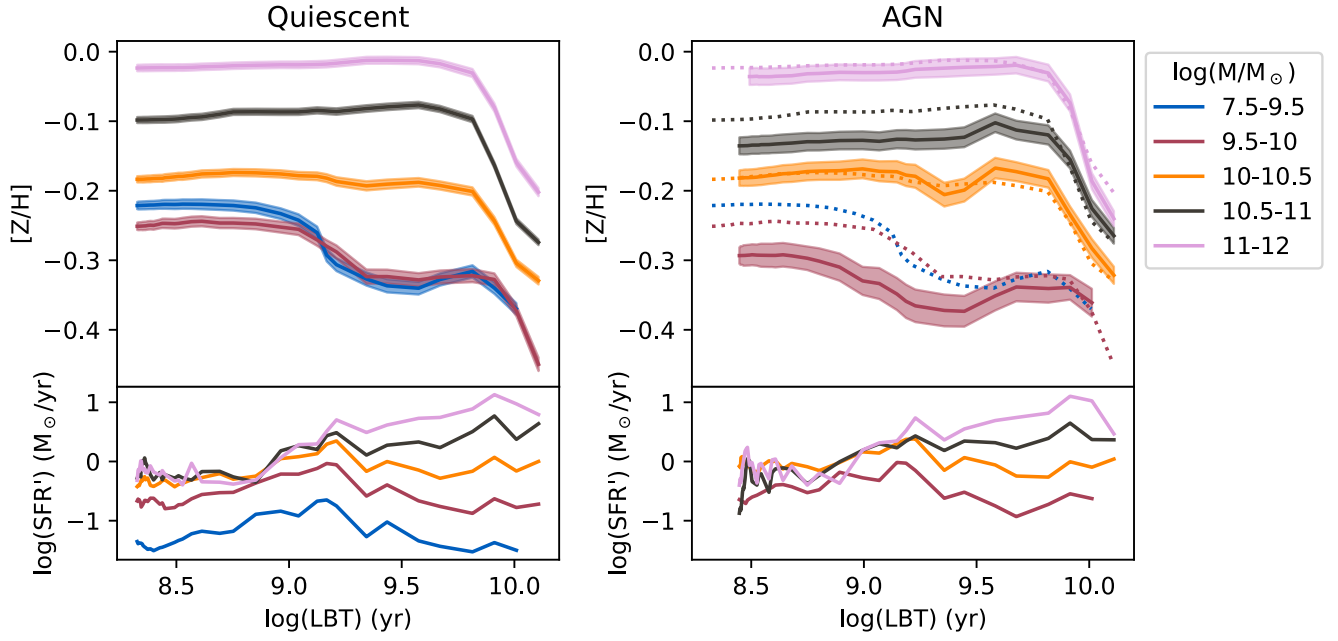 Quiescent
AGN
0.0
−0.1
−0.2
−0.3
−0.4
[Z/H]
1
0
−1
log(SFR') (M⊙/yr)
8.5 9.0 9.5 10.0
log(LBT) (yr)
0.0
−0.1
−0.2
−0.3
−0.4
[Z/H]
1
0
−1
log(SFR') (M⊙/yr)
8.5 9.0 9.5 10.0
log(LBT) (yr)
log(M/M⊙)
7.5-9.5
9.5-10
10-10.5
10.5-11
11-12